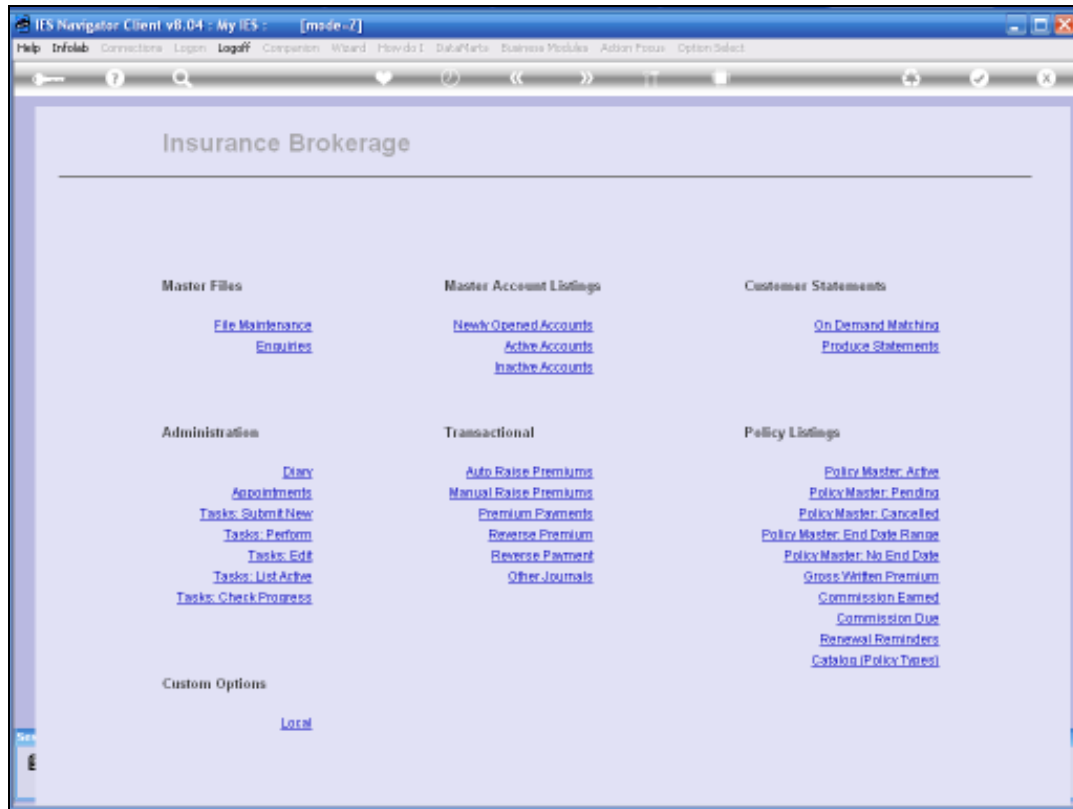 IES Navigator Client v8.04 : My IES : [mode=Z]
Help Infolab Connections Logon Logoff Companion Wizard How do I DataMarts Business Modules Action Focus Option Select
Insurance Brokerage
Master Files
File Maintenance
Enquiries
Master Account Listings
Newly Opened Accounts
Active Accounts
Inactive Accounts
Customer Statements
On Demand Matching
Produce Statements
Administration
Diary
Appointments
Tasks: Submit New
Tasks: Perform
Tasks: Edit
Tasks: List Active
Tasks: Check Progress
Transactional
Auto Raise Premiums
Manual Raise Premiums
Premium Payments
Reverse Premium
Reverse Payment
Other Journals
Policy Listings
Policy Master: Active
Policy Master: Pending
Policy Master: Cancelled
Policy Master: End Date Range
Policy Master: No End Date
Gross Written Premium
Commission Earned
Commission Due
Renewal Reminders
Catalog (Policy Types)
Custom Options
Local